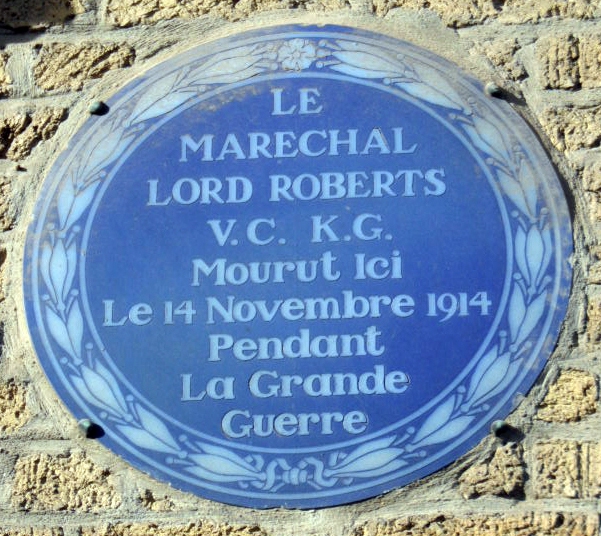 LE
MARECHAL
LORD ROBERTS
V.C. K.G.
Mourut Ici
Le 14 Novembre 1914
Pendant
La Grande
Guerre